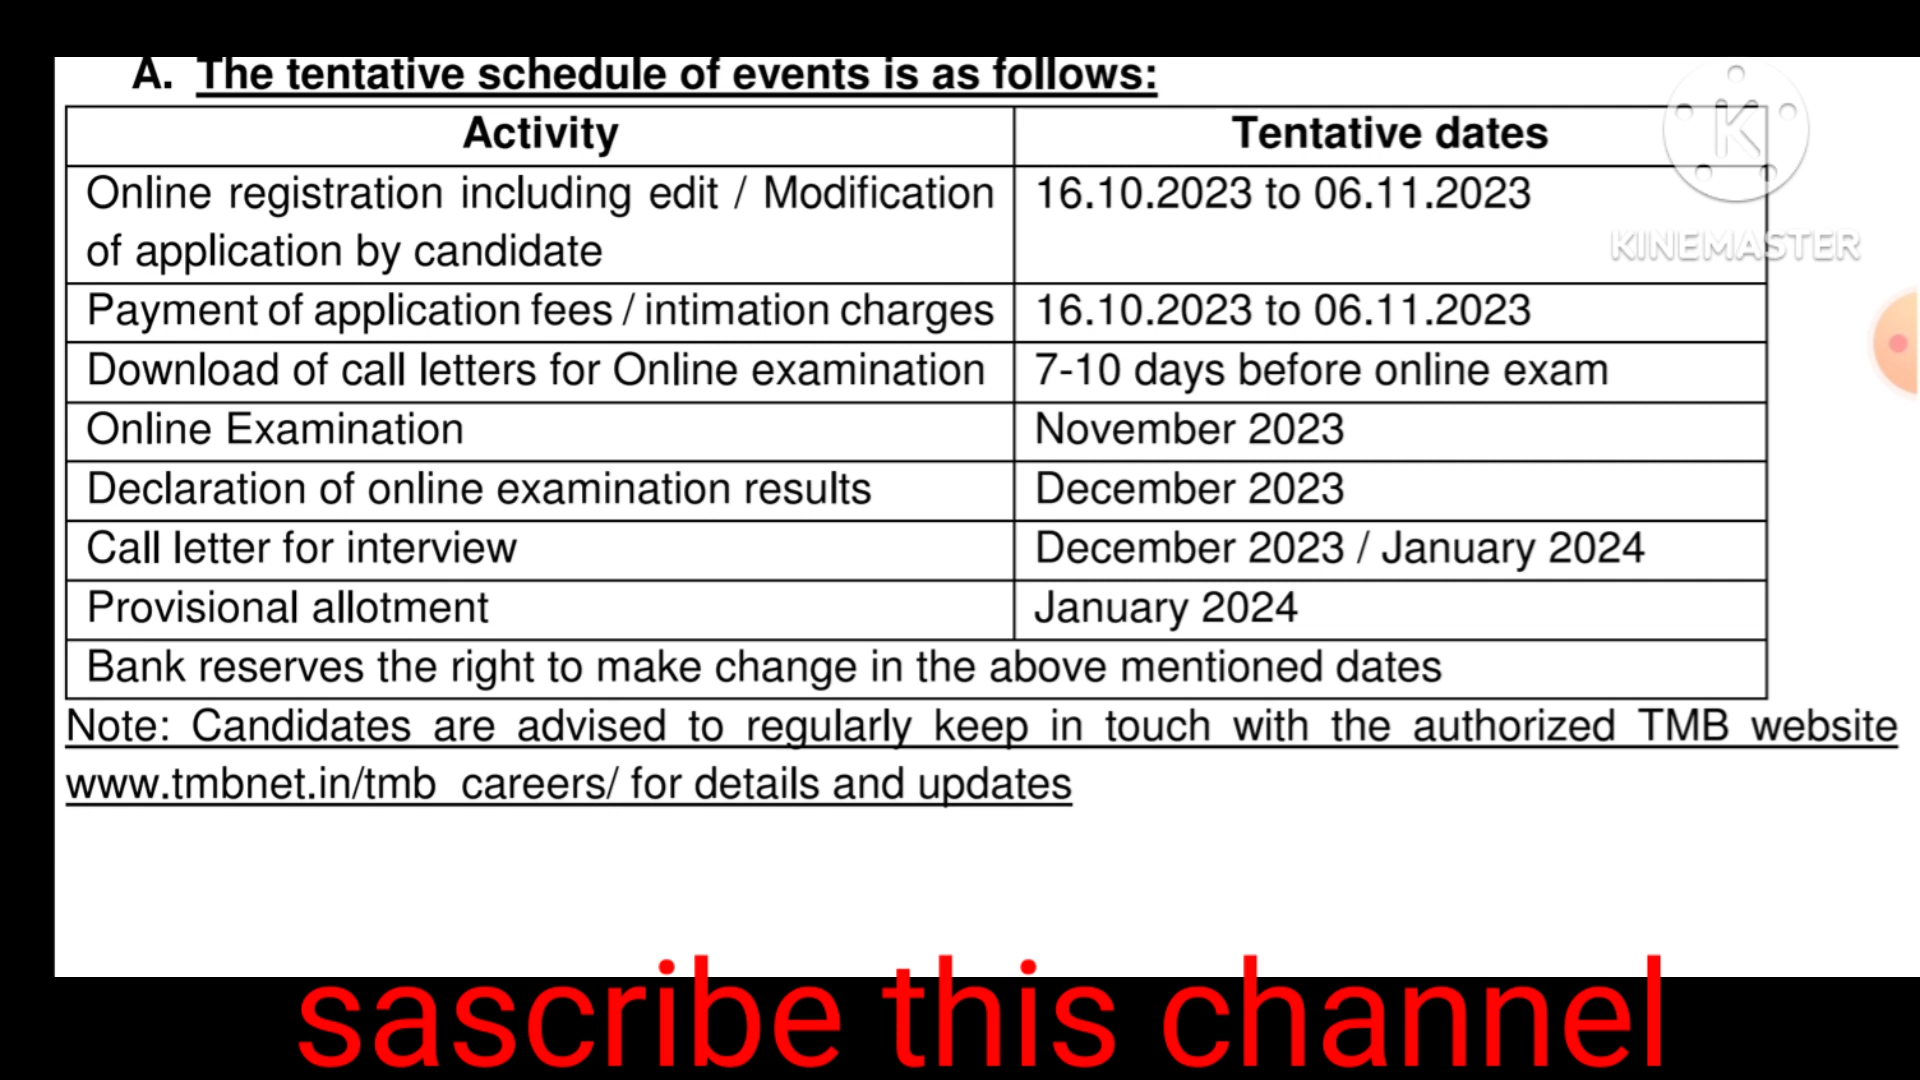 A. The tentative schedule of events is as follows:
Activity
Tentative dates
Online registration including edit / Modification
of application by candidate
16.10.2023 to 06.11.2023
Payment of application fees / intimation charges
16.10.2023 to 06.11.2023
Download of call letters for Online examination
7-10 days before online exam
Online Examination
November 2023
Declaration of online examination results
December 2023
Call letter for interview
December 2023 / January 2024
Provisional allotment
January 2024
Bank reserves the right to make change in the above mentioned dates
Note: Candidates are advised to regularly keep in touch with the authorized TMB website
www.tmbnet.in/tmb_careers/ for details and updates
K
KINEMASTER
sascribe this channel